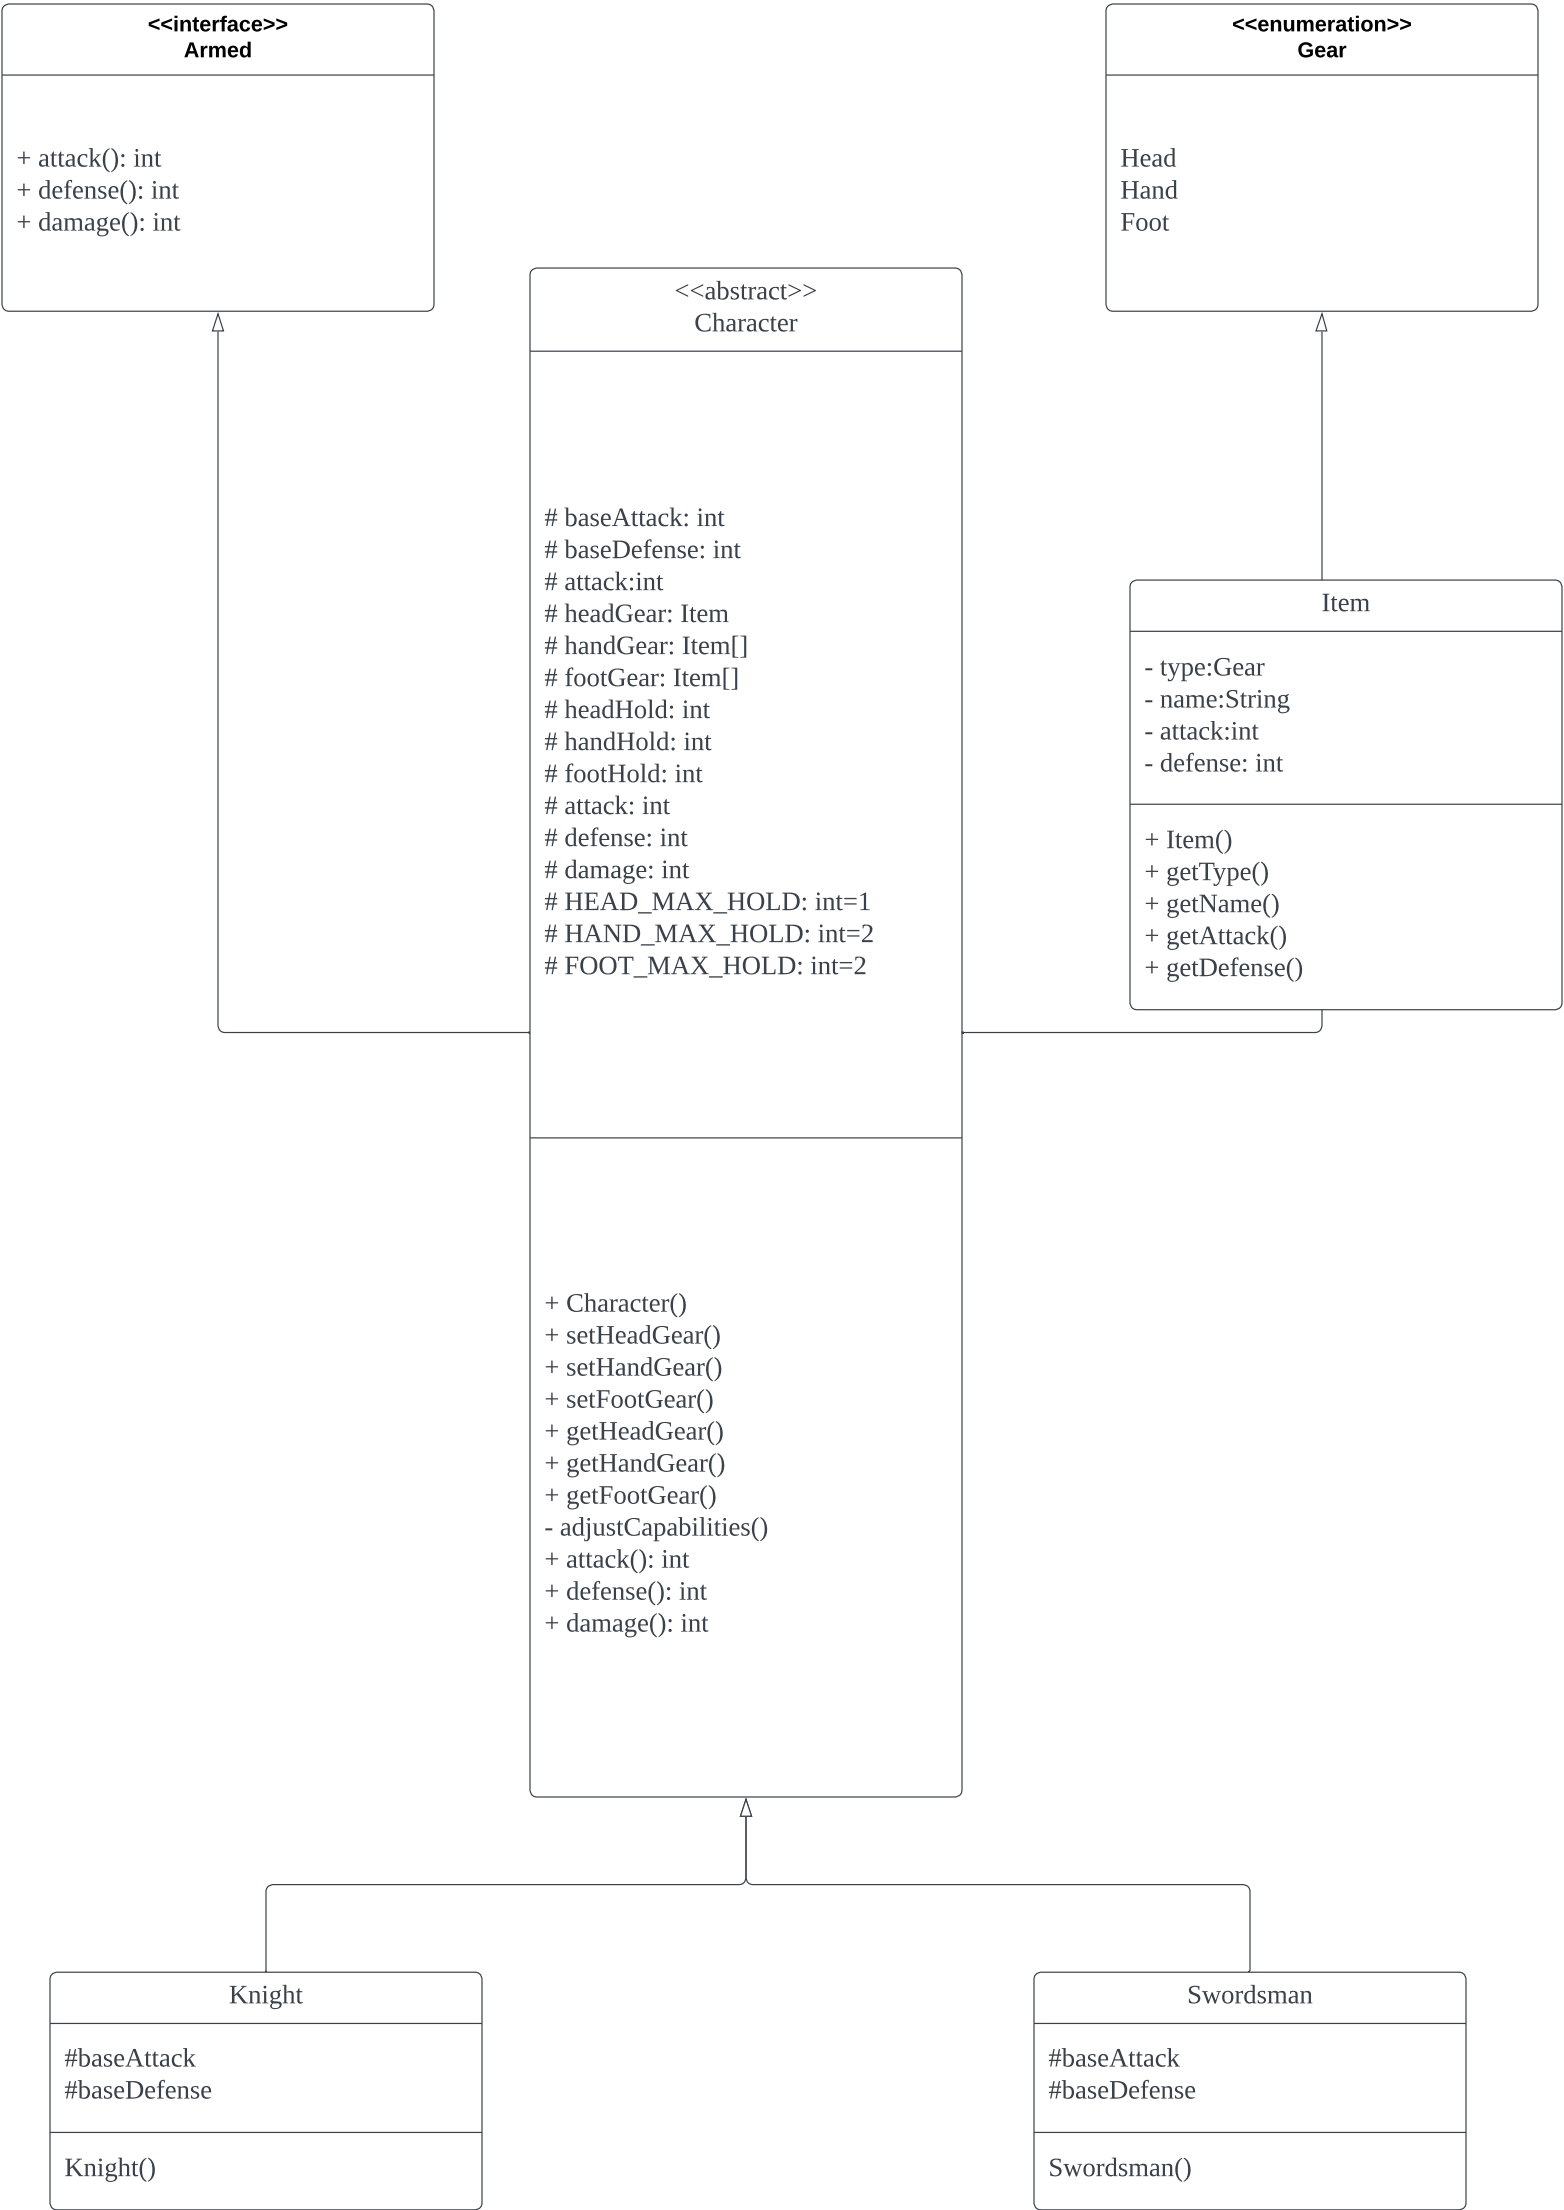 <<interface>>
Armed
+ attack(): int
+ defense(): int
+ damage(): int
<<enumeration>>
Gear
Head
Hand
Foot
<<abstract>>
Character
# baseAttack: int
# baseDefense: int
# attack:int
# headGear: Item
# handGear: Item[]
# footGear: Item[]
# headHold: int
# handHold: int
# footHold: int
# attack: int
# defense: int
# damage: int
# HEAD_MAX_HOLD: int=1
# HAND_MAX_HOLD: int=2
# FOOT_MAX_HOLD: int=2
+ Character()
+ setHeadGear()
+ setHandGear()
+ setFootGear()
+ getHeadGear()
+ getHandGear()
+ getFootGear()
- adjustCapabilities()
+ attack(): int
+ defense(): int
+ damage(): int
Item
- type:Gear
- name:String
- attack:int
- defense: int
+ Item()
+ getType()
+ getName()
+ getAttack()
+ getDefense()
Knight
#baseAttack
#baseDefense
Knight()
Swordsman
#baseAttack
#baseDefense
Swordsman()